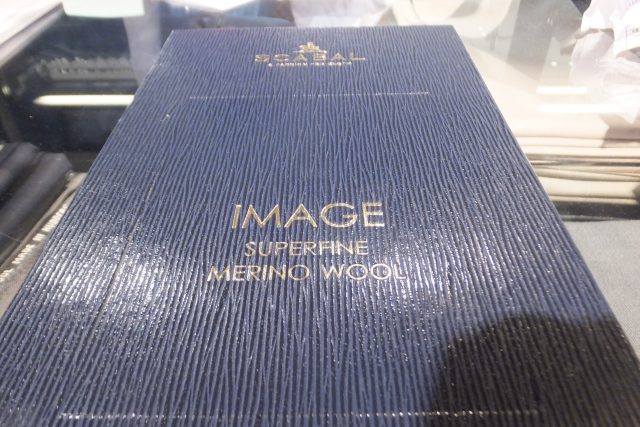 SCABAL
IMAGE
SUPERFINE
MERINO WOOL